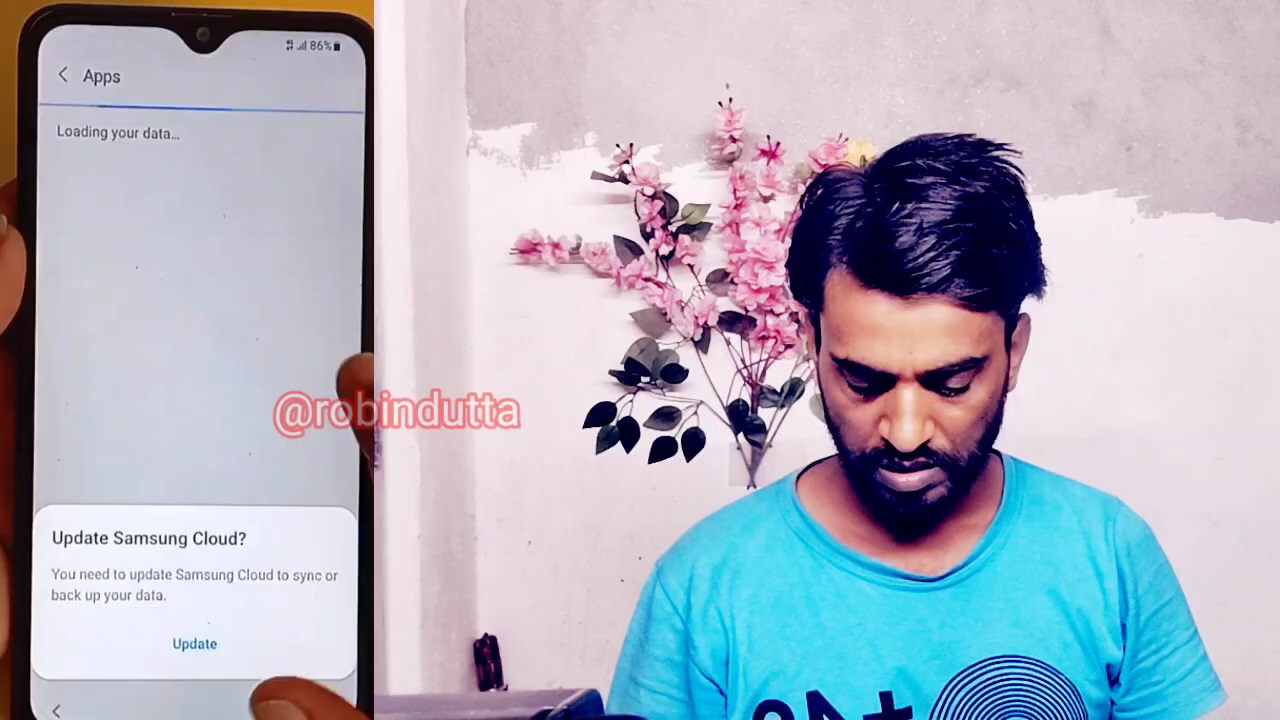 86%
Apps
Loading your data...
@robindutta
Update Samsung Cloud?
You need to update Samsung Cloud to sync or
back up your data.
Update